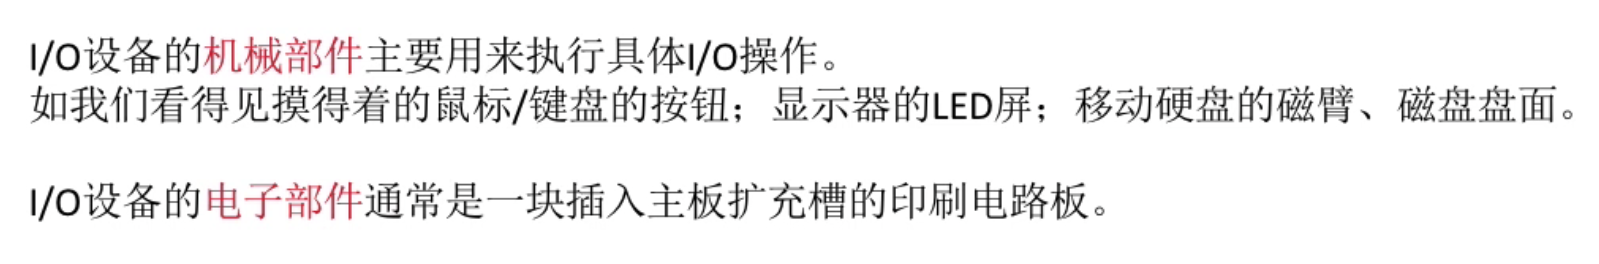 I/O设备的机械部件主要用来执行具体I/O操作。
如我们看得见摸得着的鼠标/键盘的按钮；显示器的LED屏；移动硬盘的磁臂、磁盘盘面。
I/O设备的电子部件通常是一块插入主板扩充槽的印刷电路板。